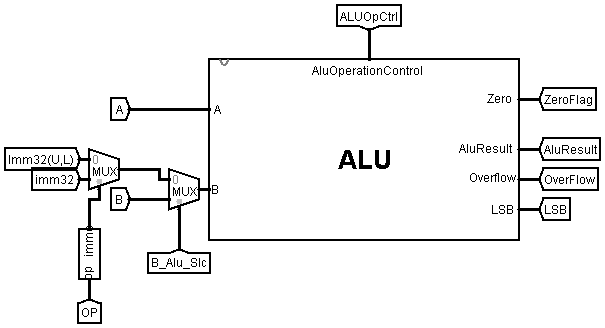 ALUOpCtrl
AluOperationControl
A
A
Zero
ZeroFlag
ALU
AluResult
AluResult
Imm32(U,L)
0
MUX
imm32
0
MUX
B
B
Overflow
OverFlow
LSB
LSB
op imm
B_Alu_Slc
OP